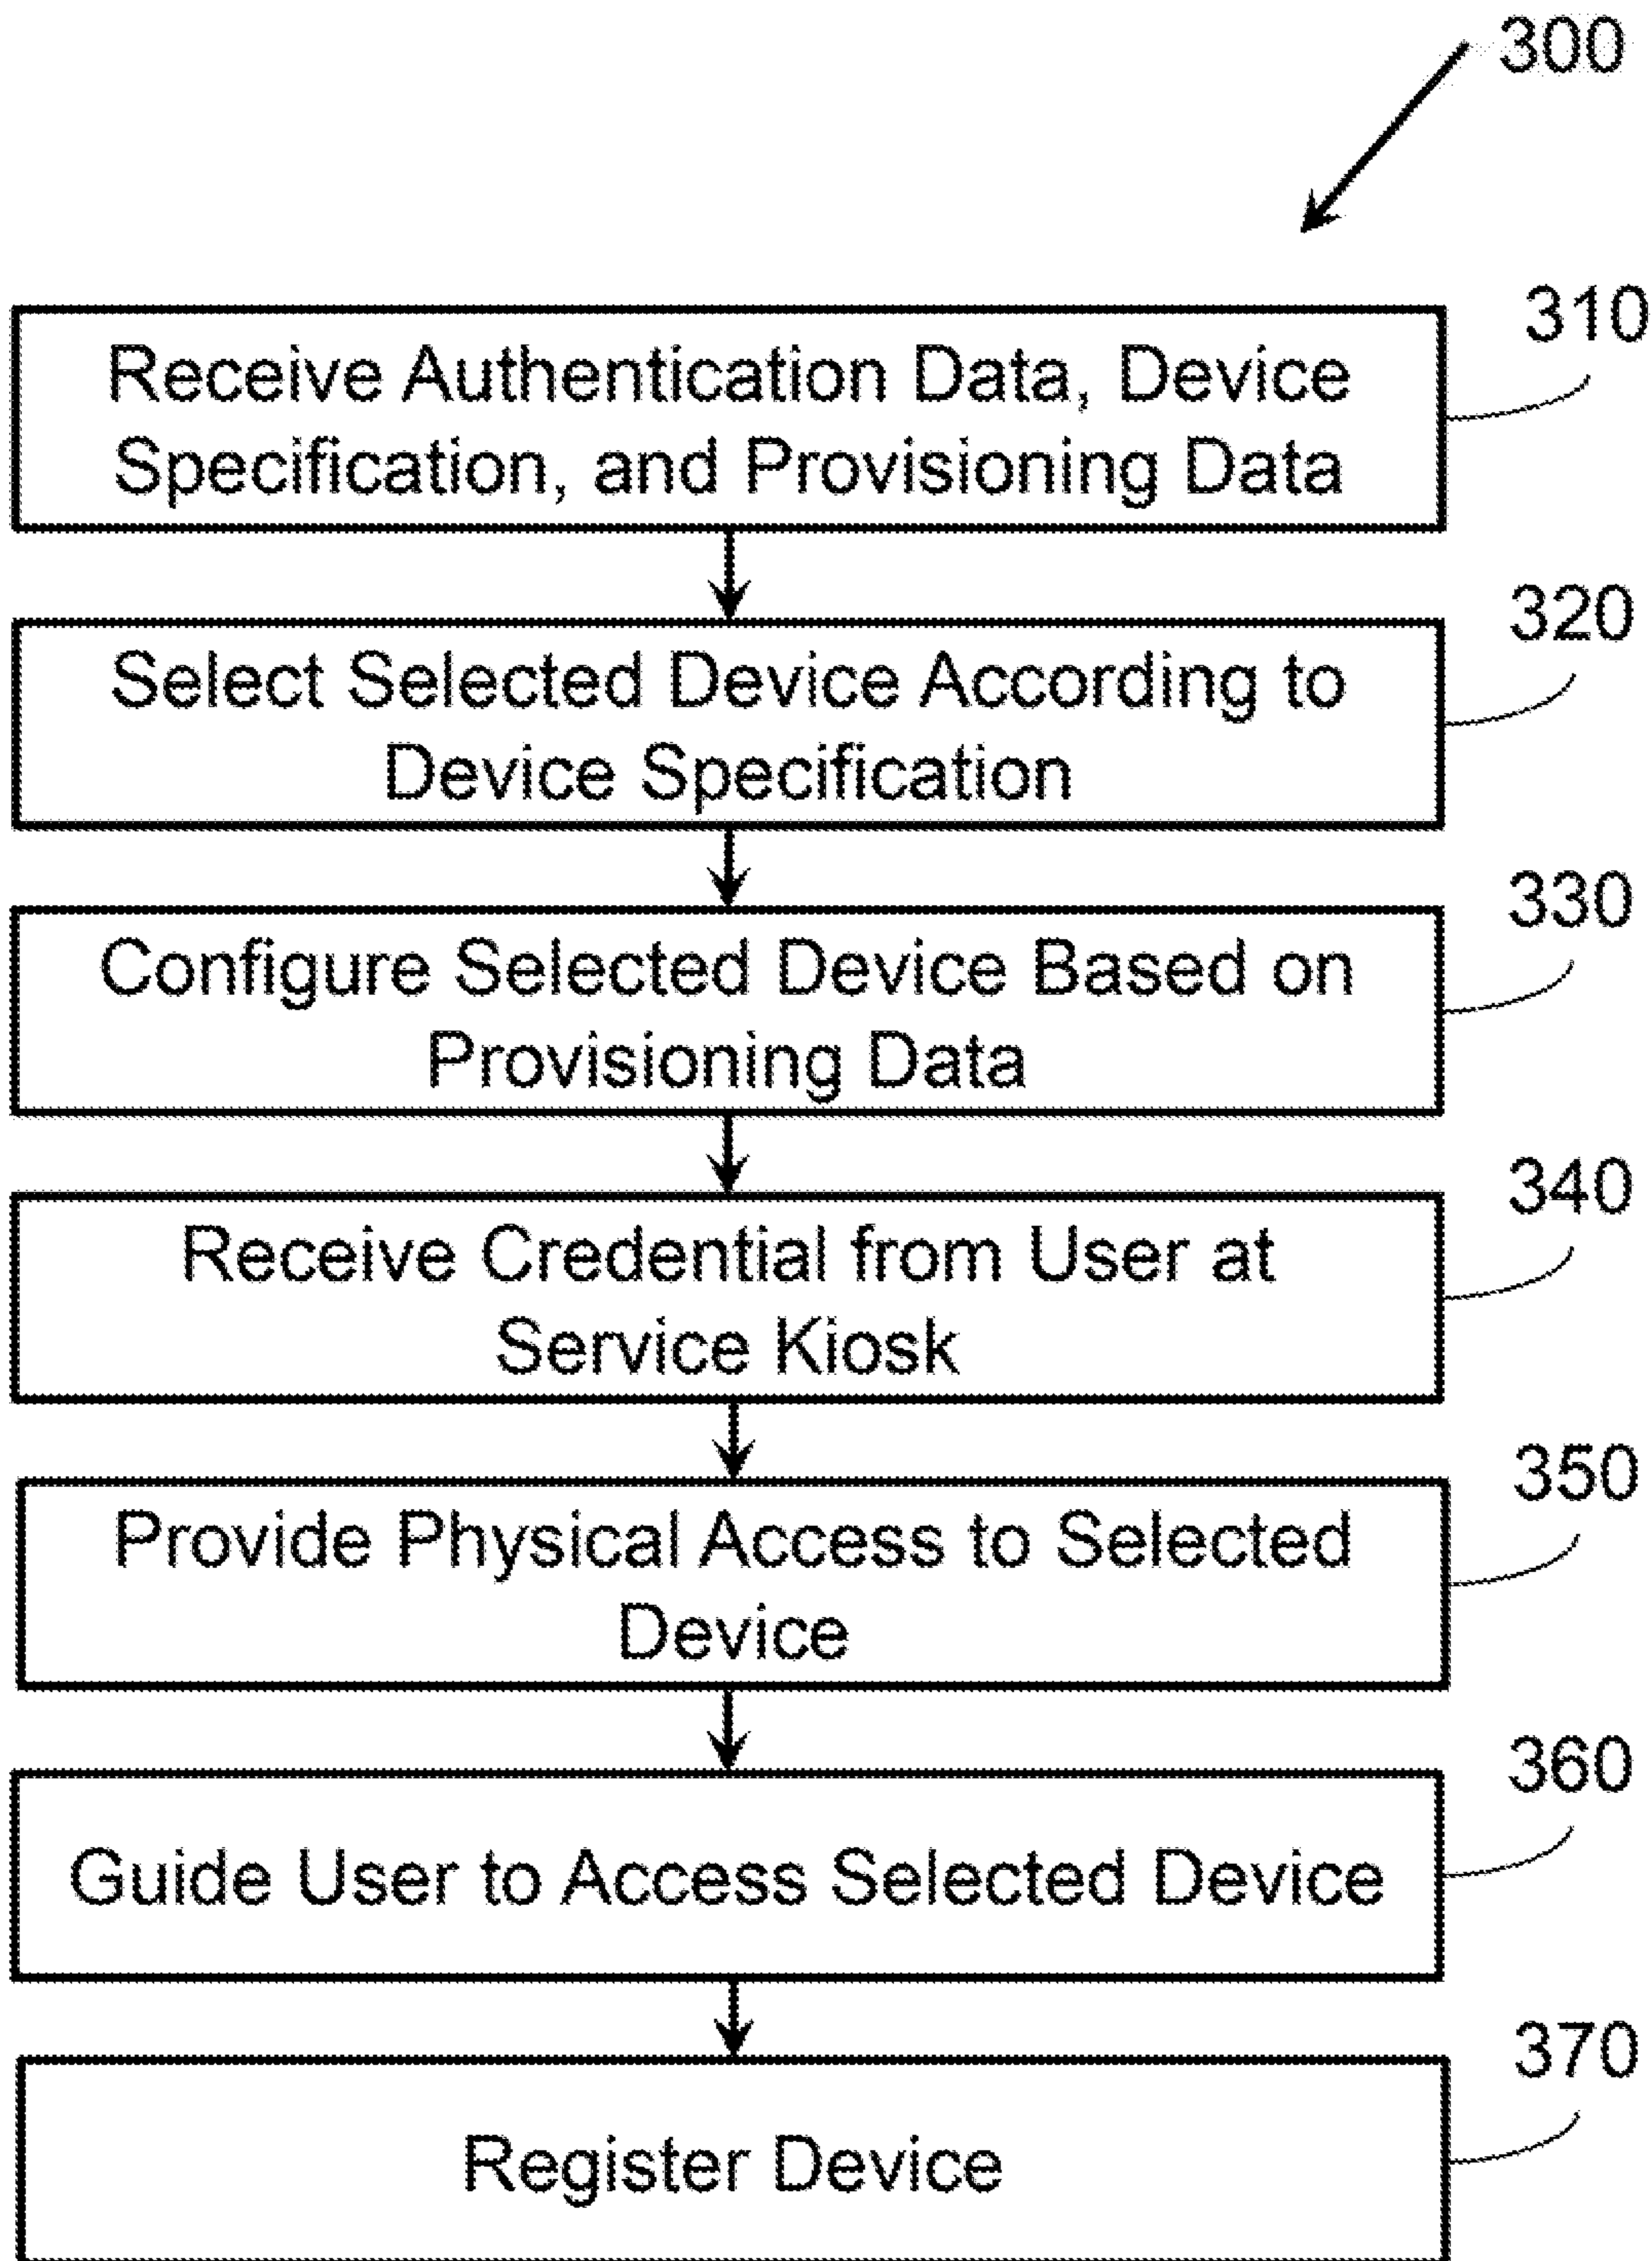 300
310
Receive Authentication Data, Device
Specification, and Provisioning Data
320
Select Selected Device According to
Device Specification
330
Configure Selected Device Based on
Provisioning Data
340
Receive Credential from User at
Service Kiosk
350
Provide Physical Access to Selected
Device
360
Guide User to Access Selected Device
370
Register Device